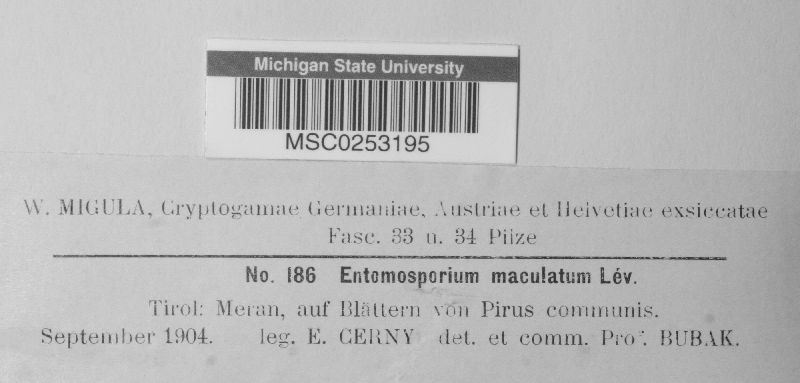 Michigan State University
MSC0253195
W. MIGULA, Cryptogamae Germaniae, Austriae et Helvetiae exsiccatae
Fasc. 33 u. 34 Pilze
No. 186 Entomosporium maculatum Lév.
Tirol: Meran, auf Blättern von Pirus communis.
September 1904. leg. E. CERNY det. et comm. Prof. BUBAK.